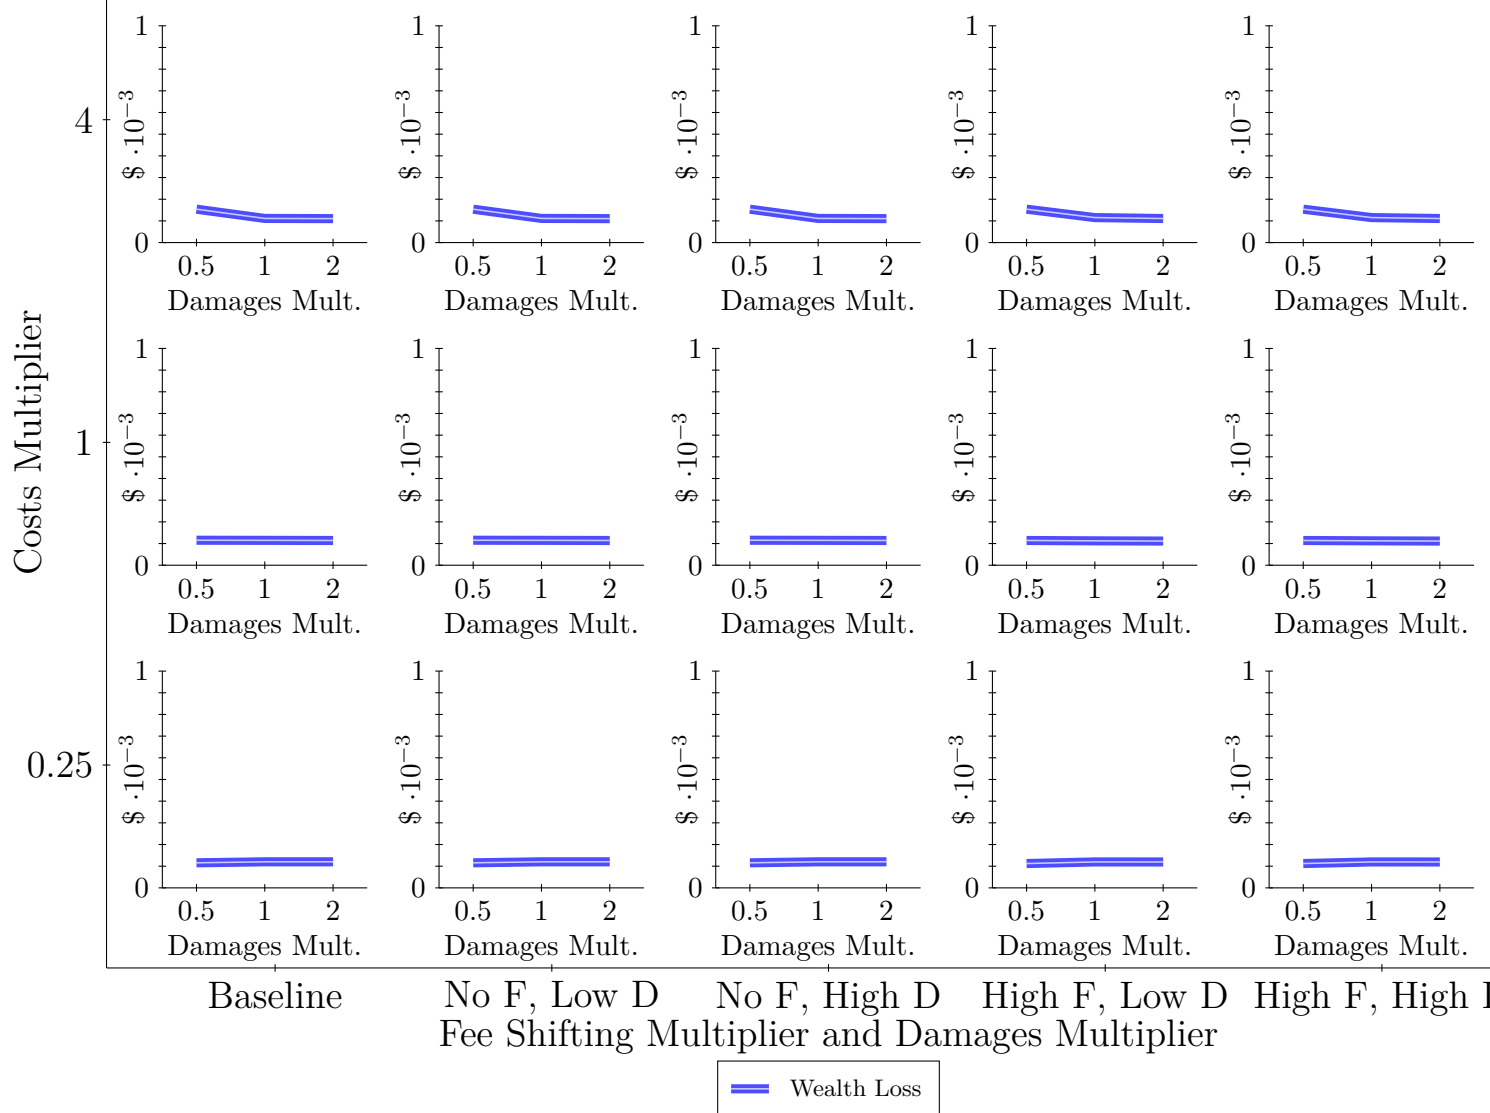 Costs Multiplier
4
$ ·10−3
1
0
0.5 1 2
Damages Mult.
$ ·10−3
1
0
0.5 1 2
Damages Mult.
$ ·10−3
1
0
0.5 1 2
Damages Mult.
$ ·10−3
1
0
0.5 1 2
Damages Mult.
$ ·10−3
1
0
0.5 1 2
Damages Mult.
1
$ ·10−3
1
0
0.5 1 2
Damages Mult.
$ ·10−3
1
0
0.5 1 2
Damages Mult.
$ ·10−3
1
0
0.5 1 2
Damages Mult.
$ ·10−3
1
0
0.5 1 2
Damages Mult.
$ ·10−3
1
0
0.5 1 2
Damages Mult.
0.25
$ ·10−3
1
0
0.5 1 2
Damages Mult.
$ ·10−3
1
0
0.5 1 2
Damages Mult.
$ ·10−3
1
0
0.5 1 2
Damages Mult.
$ ·10−3
1
0
0.5 1 2
Damages Mult.
$ ·10−3
1
0
0.5 1 2
Damages Mult.
Baseline No F, Low D No F, High D High F, Low D High F, High
Fee Shifting Multiplier and Damages Multiplier
Wealth Loss